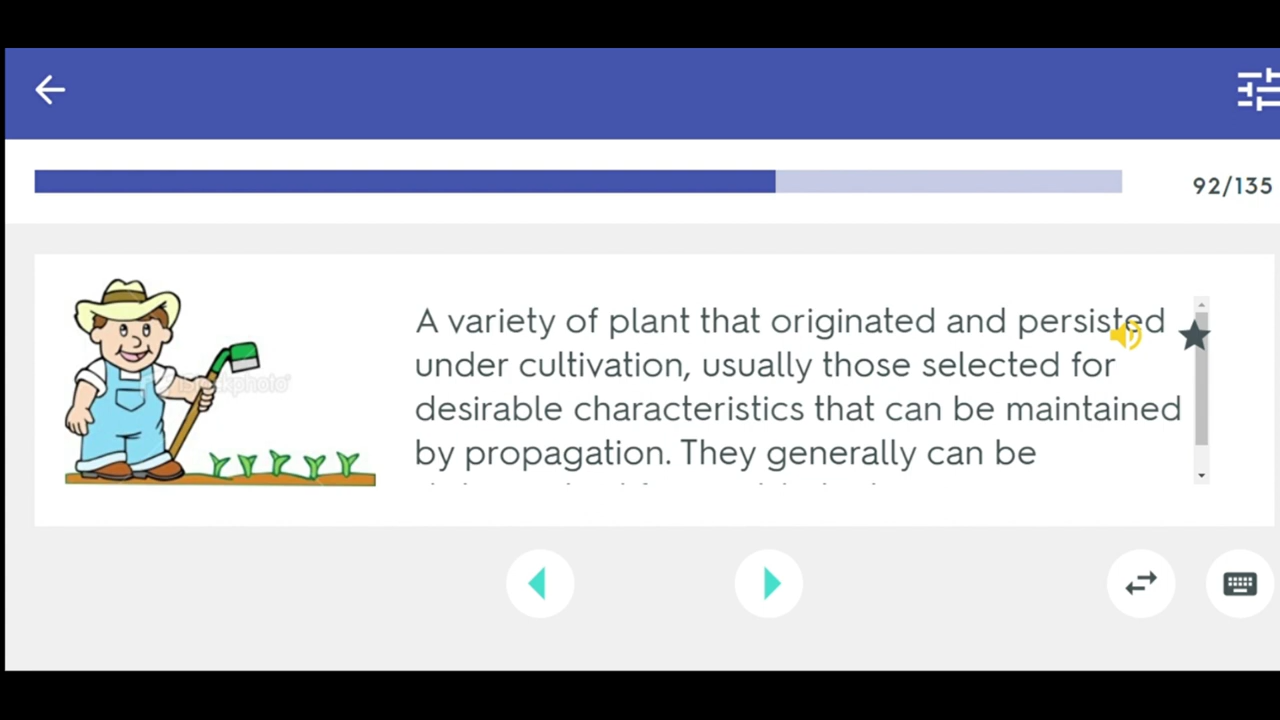 92/135
A variety of plant that originated and persisted
under cultivation, usually those selected for
desirable characteristics that can be maintained
by propagation. They generally can be